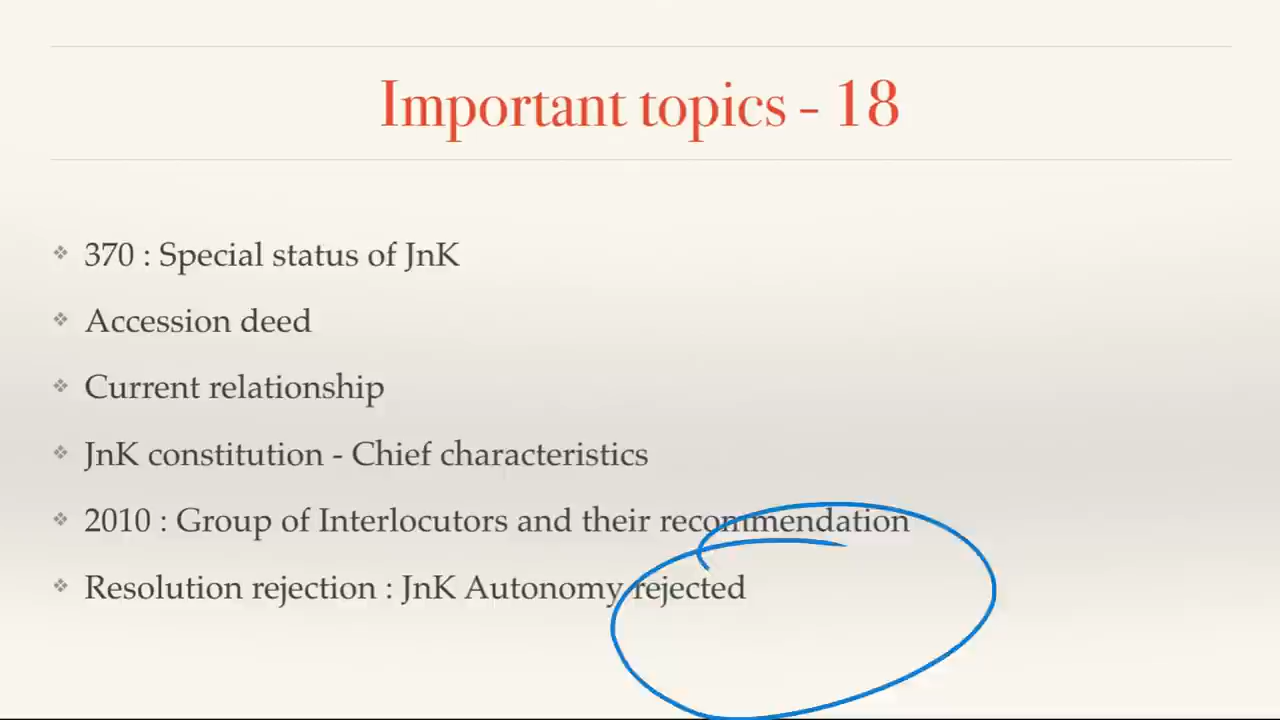 Important topics - 18
370 : Special status of JnK
Accession deed
Current relationship
JnK constitution - Chief characteristics
2010 : Group of Interlocutors and their recommendation
Resolution rejection : JnK Autonomy rejected